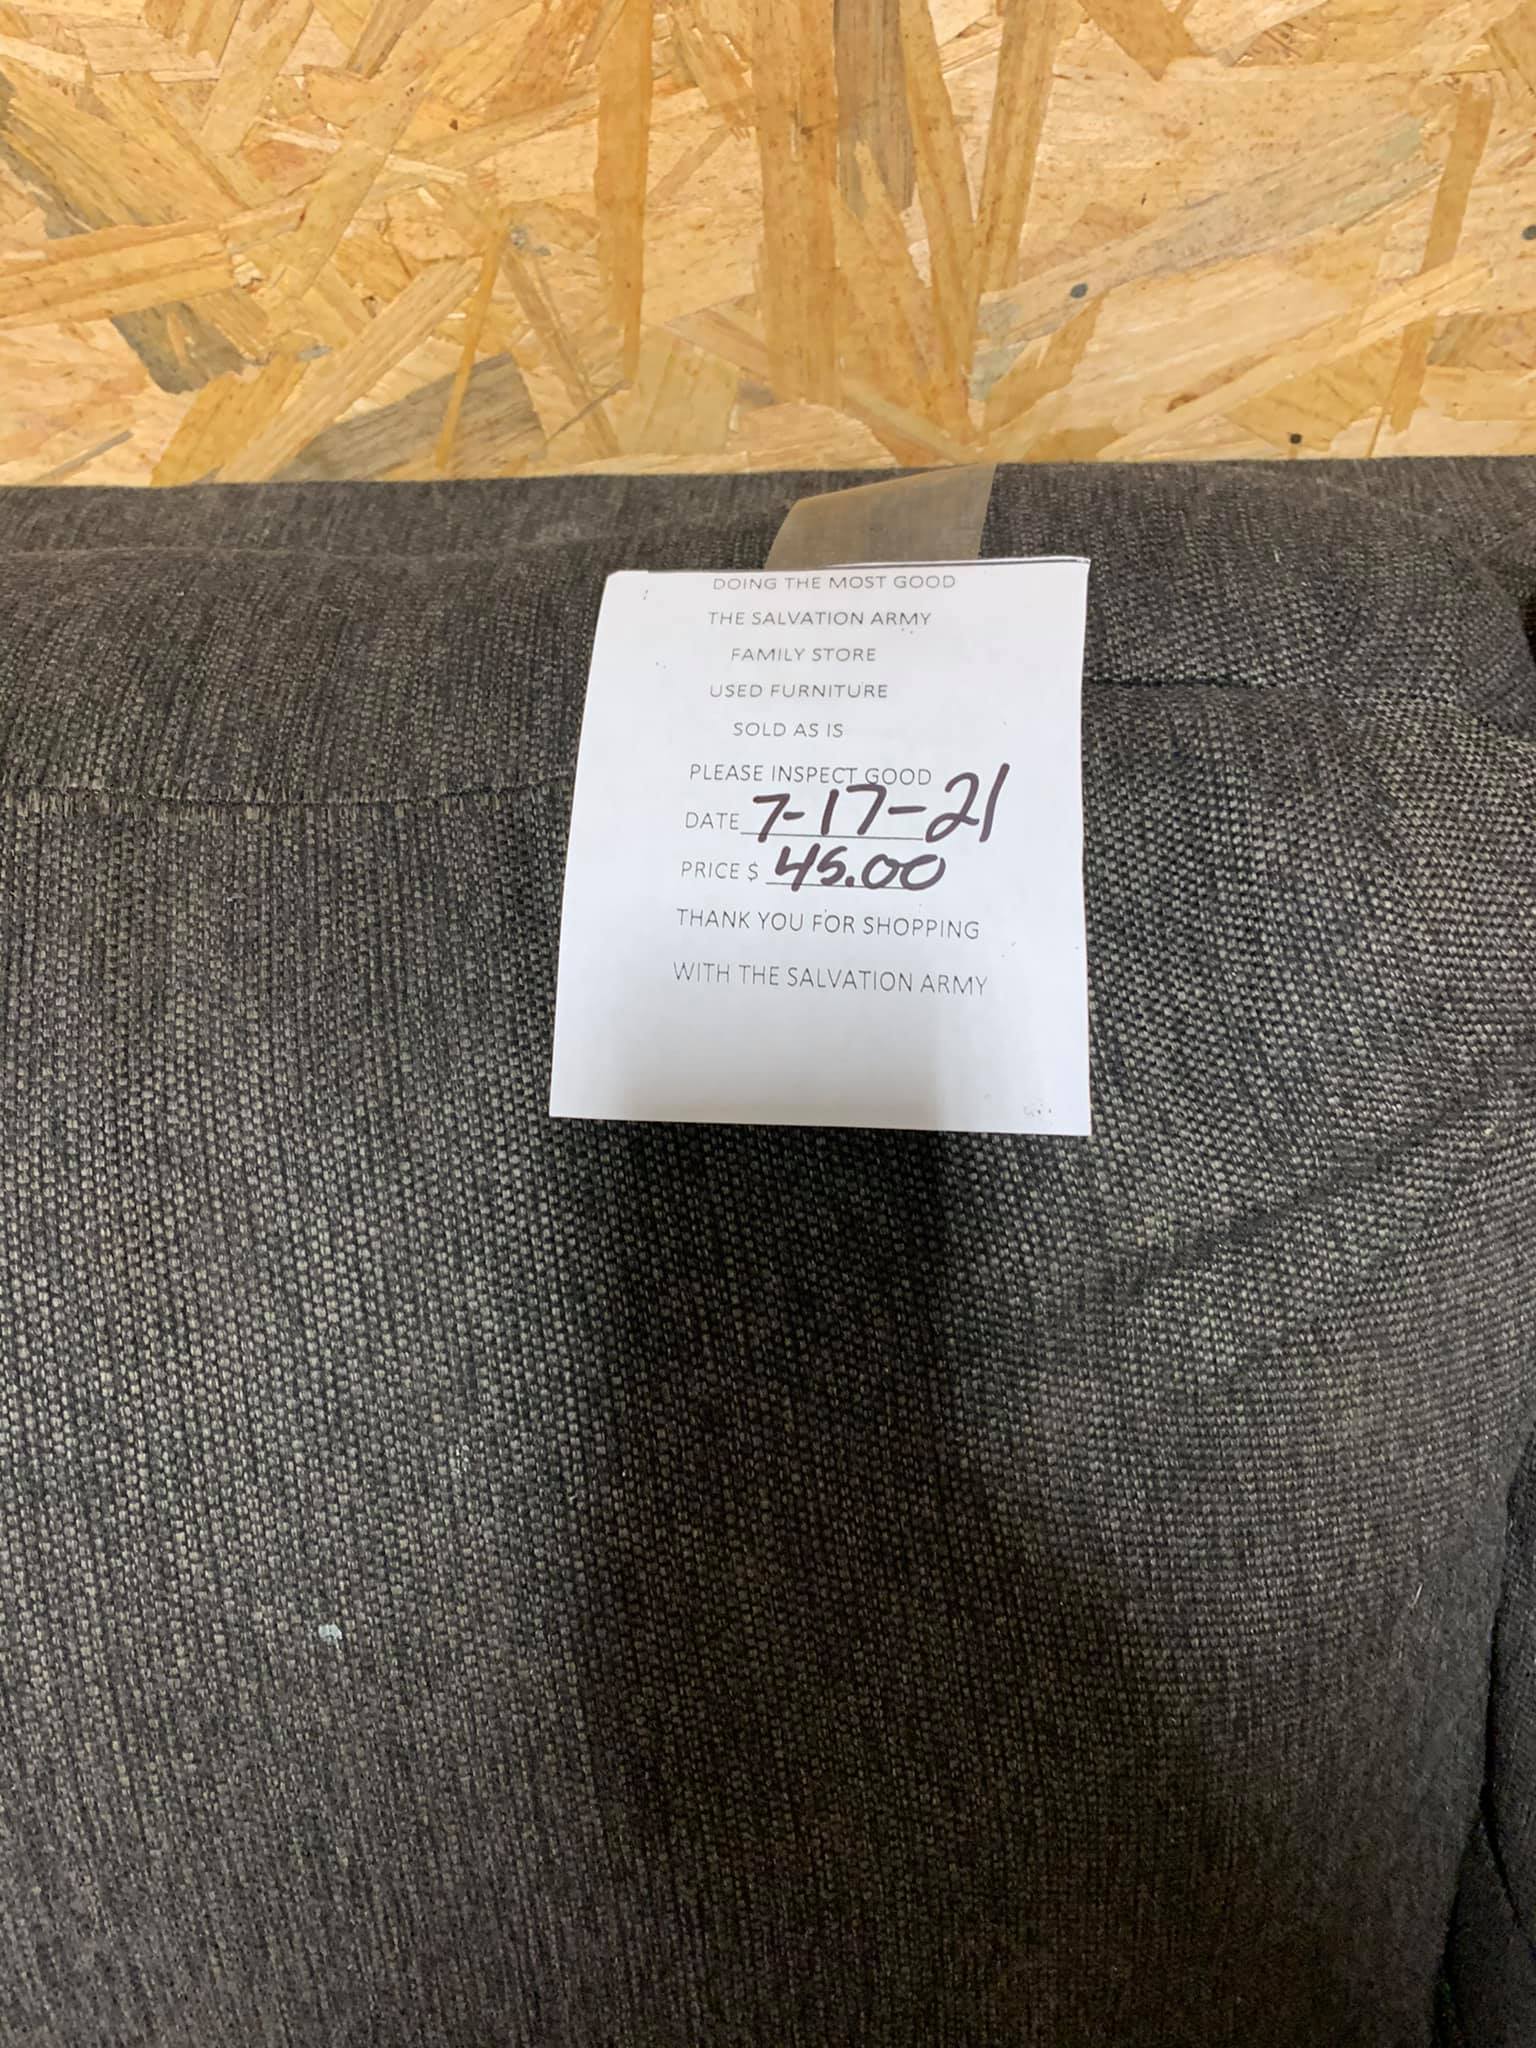 DOING THE MOST GOOD
THE SALVATION ARMY
FAMILY STORE
USED FURNITURE
SOLD AS IS
PLEASE INSPECT GOOD
DATE 7-17-21
PRICE $ 45.00
THANK YOU FOR SHOPPING
WITH THE SALVATION ARMY